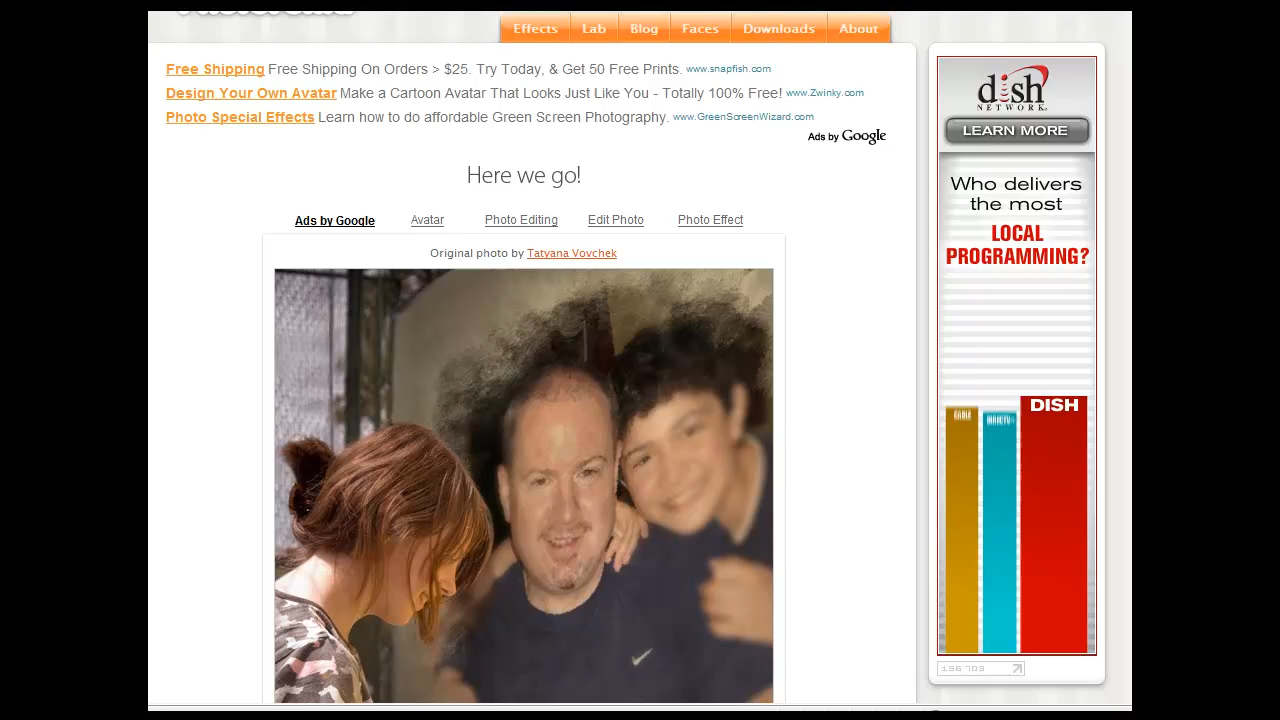 Effects Lab Blog Faces Downloads About
Free Shipping Free Shipping On Orders > $25. Try Today, & Get 50 Free Prints. www.snapfish.com
Design Your Own Avatar Make a Cartoon Avatar That Looks Just Like You - Totally 100% Free! www.Zwinky.com
Photo Special Effects Learn how to do affordable Green Screen Photography. www.GreenScreenWizard.com
Ads by Google
Here we go!
Ads by Google Avatar Photo Editing Edit Photo Photo Effect
Original photo by Tatyana Vovchek
dish
NETWORK
LEARN MORE
Who delivers
the most
LOCAL
PROGRAMMING?
CABLE
DIRECTV
DISH